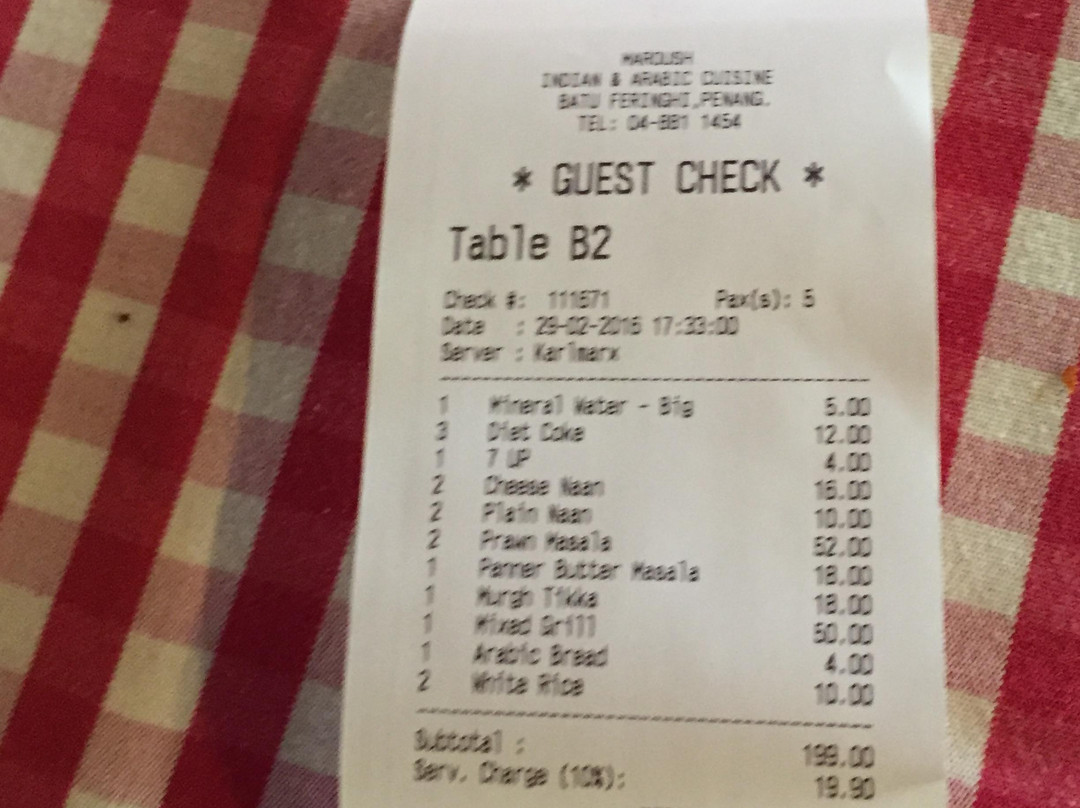 MAROUSH
INDIAN & ARABIC CUISINE
BATU FERINGHI,PENANG.
TEL: 04-881 1454
* GUEST CHECK *
Table B2
Check #: 111671 Pax(s): 5
Date : 29-02-2016 17:33:00
Server : Karlmarx
1 Mineral Water - Big 5.00
3 Diet Coke 12.00
1 7 UP 4.00
2 Cheese Naan 16.00
2 Plain Naan 10.00
2 Prawn Masala 52.00
1 Panner Butter Masala 18.00
1 Murgh Tikka 18.00
1 Mixed Grill 50.00
1 Arabic Bread 4.00
2 White Rice 10.00
Subtotal : 199.00
Serv. Charge (10%): 19.90